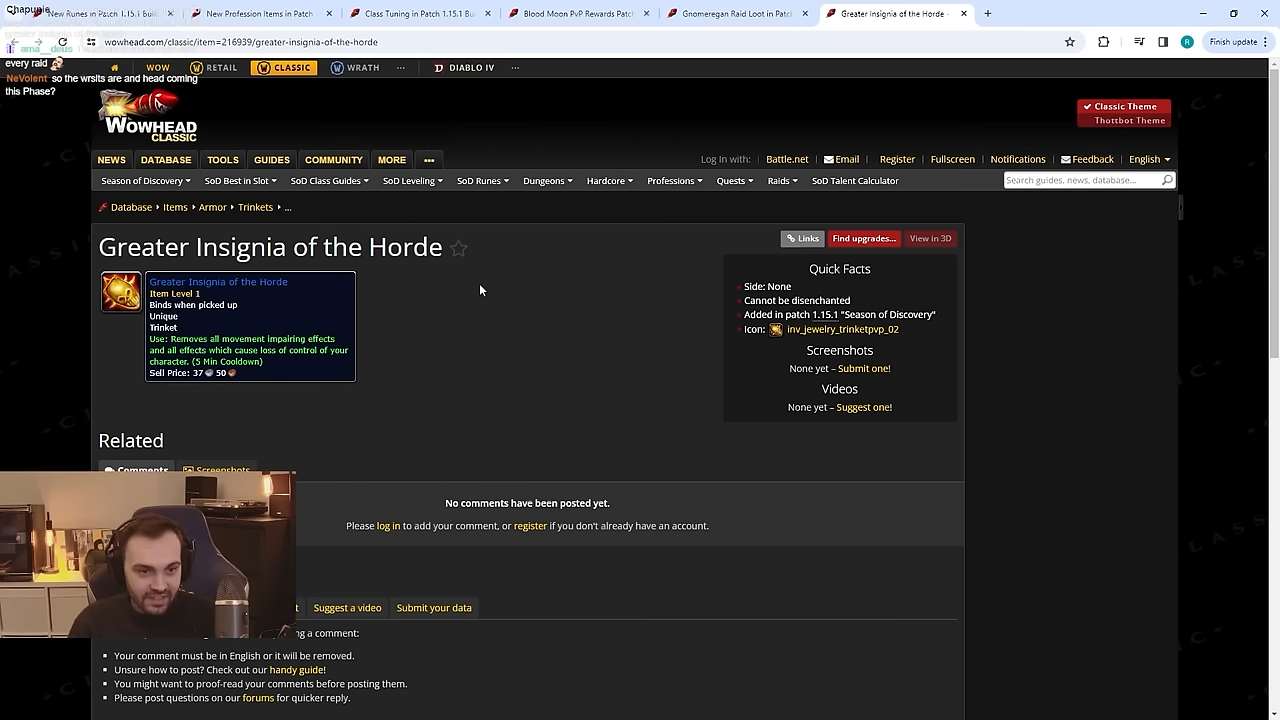 Chapupie
New Runes in Patch 1.15.1 Buil
New Profession Items in Patch
Class Tuning in Patch 1.15.1 Bu
Blood Moon PvP Rewards Patch
Gnomeregan Raid Loot in Patch
Greater Insignia of the Horde -
greater insignia of the horde
ama__deus
every raid
NeVolent so the wrsits are and head coming
this Phase?
wowhead.com/classic/item=216939/greater-insignia-of-the-horde
R
Finish update
WOW
RETAIL
CLASSIC
WRATH
...
DIABLO IV
...
WOWHEAD
CLASSIC
Classic Theme
Thottbot Theme
NEWS
DATABASE
TOOLS
GUIDES
COMMUNITY
MORE
...
Log in with:
Battle.net
Email
Register
Fullscreen
Notifications
Feedback
English
Season of Discovery
SoD Best in Slot
SoD Class Guides
SoD Leveling
SoD Runes
Dungeons
Hardcore
Professions
Quests
Raids
SoD Talent Calculator
Search guides, news, database...
Database
Items
Armor
Trinkets
...
Greater Insignia of the Horde
Links
Find upgrades...
View in 3D
Greater Insignia of the Horde
Item Level 1
Binds when picked up
Unique
Trinket
Use: Removes all movement impairing effects
and all effects which cause loss of control of your
character. (5 Min Cooldown)
Sell Price: 37 50
Quick Facts
Side: None
Cannot be disenchanted
Added in patch 1.15.1 "Season of Discovery"
Icon: inv_jewelry_trinketpvp_02
Screenshots
None yet – Submit one!
Videos
None yet – Suggest one!
Related
Comments
Screenshots
No comments have been posted yet.
Please log in to add your comment, or register if you don't already have an account.
Suggest a video
Submit your data
ng a comment:
Your comment must be in English or it will be removed.
Unsure how to post? Check out our handy guide!
You might want to proof-read your comments before posting them.
Please post questions on our forums for quicker reply.